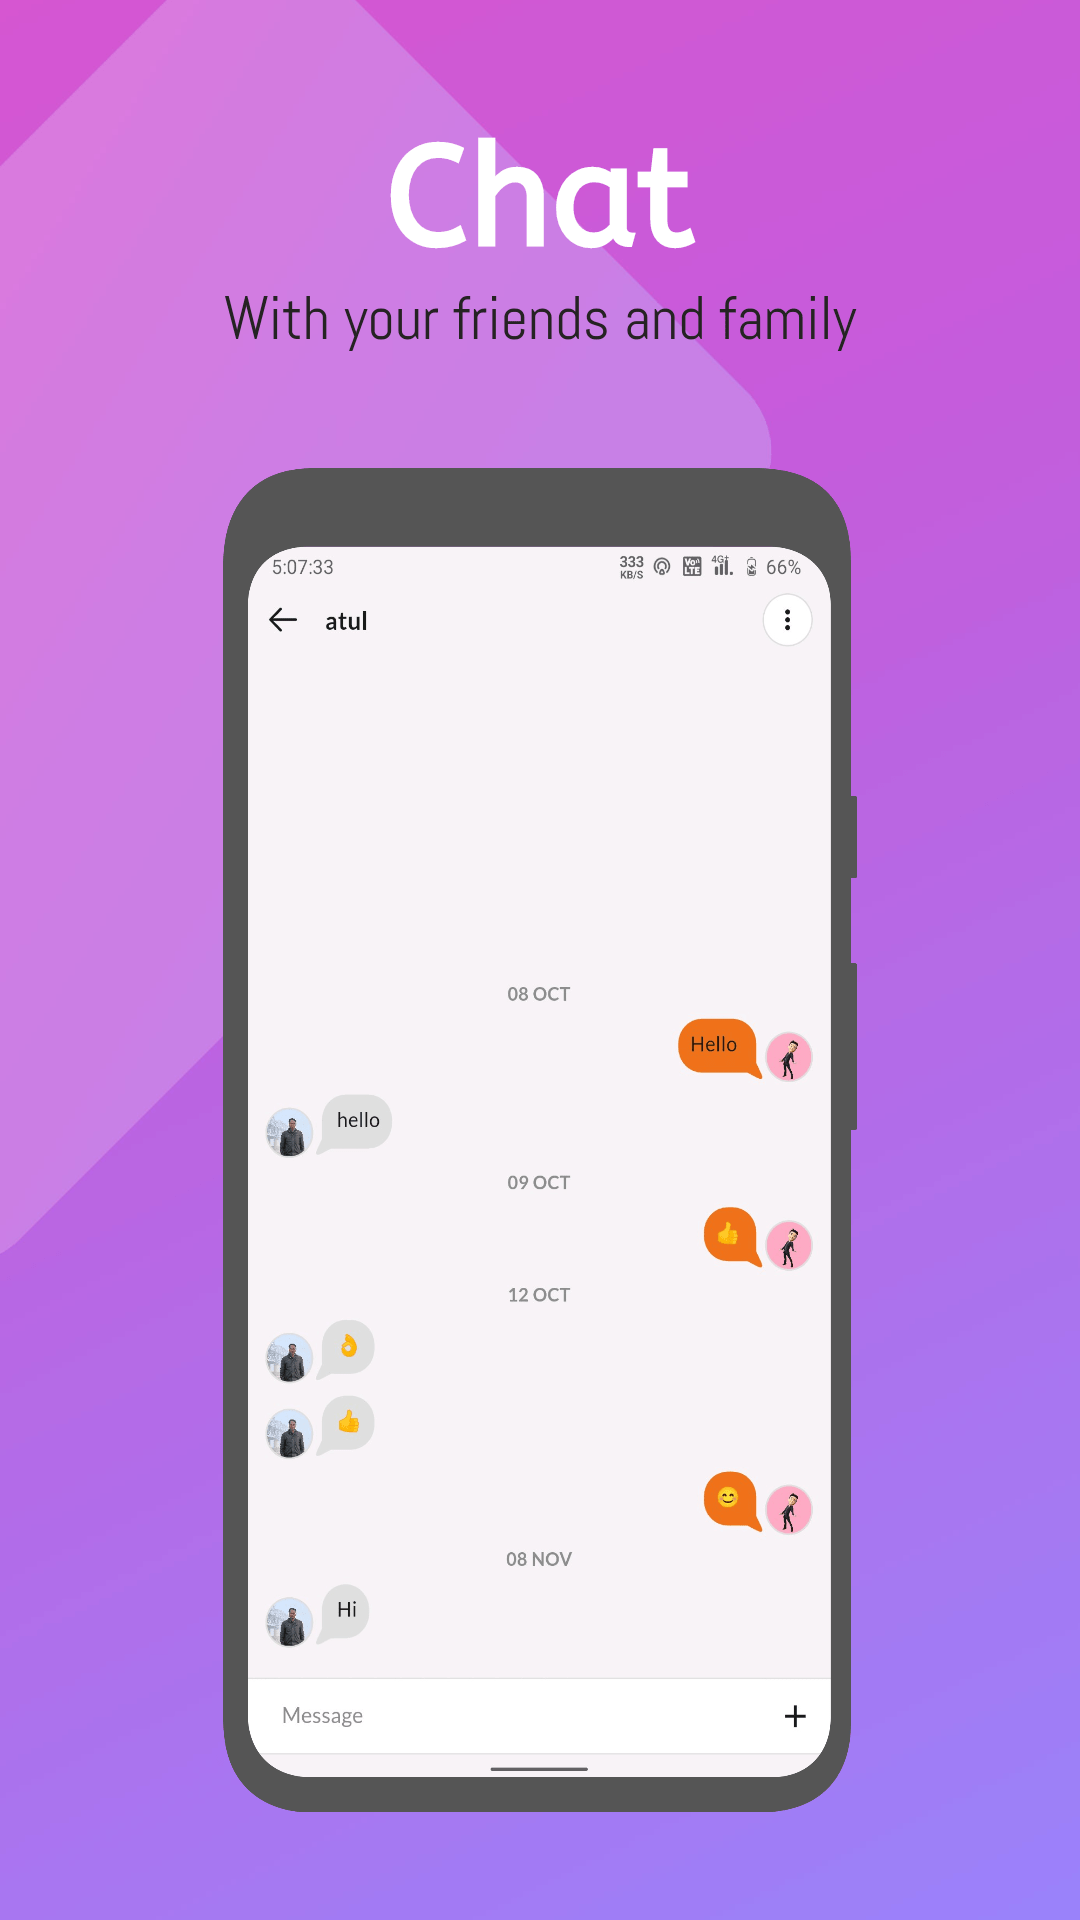 Chat
With your friends and family
5:07:33
333
KB/S
Vo))
LTE
4G+
66%
atul
08 OCT
Hello
hello
09 OCT
👍
12 OCT
👌
👍
😊
08 NOV
Hi
Message